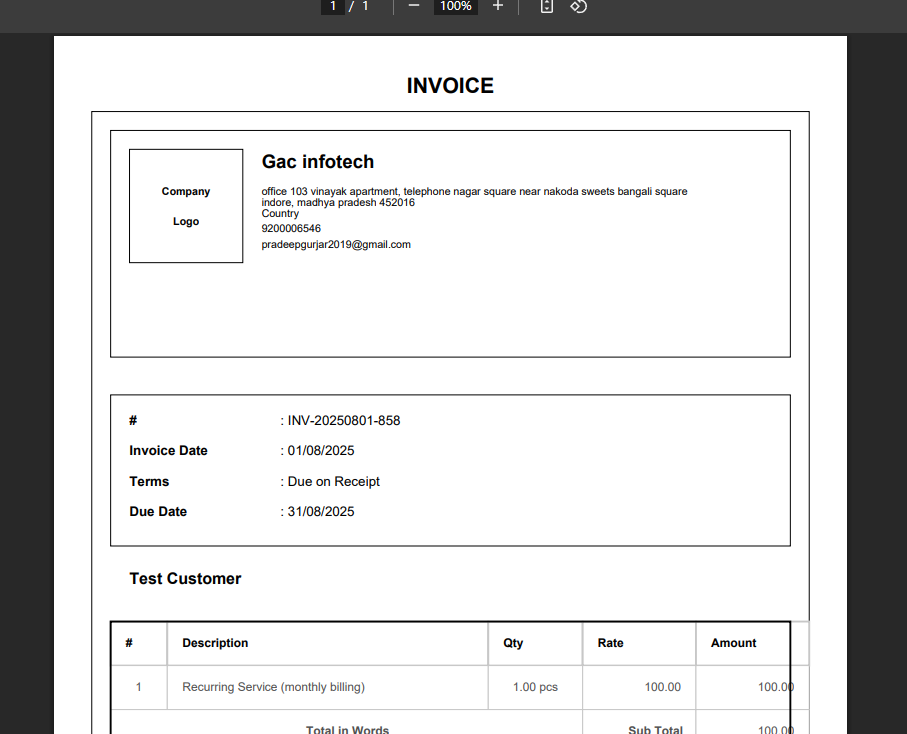 1 / 1 100%
INVOICE
Company
Logo
Gac infotech
office 103 vinayak apartment, telephone nagar square near nakoda sweets bangali square
indore, madhya pradesh 452016
Country
9200006546
pradeepgurjar2019@gmail.com
# : INV-20250801-858
Invoice Date : 01/08/2025
Terms : Due on Receipt
Due Date : 31/08/2025
Test Customer
# Description Qty Rate Amount
1 Recurring Service (monthly billing) 1.00 pcs 100.00 100.00
Total in Words Sub Total 100.00